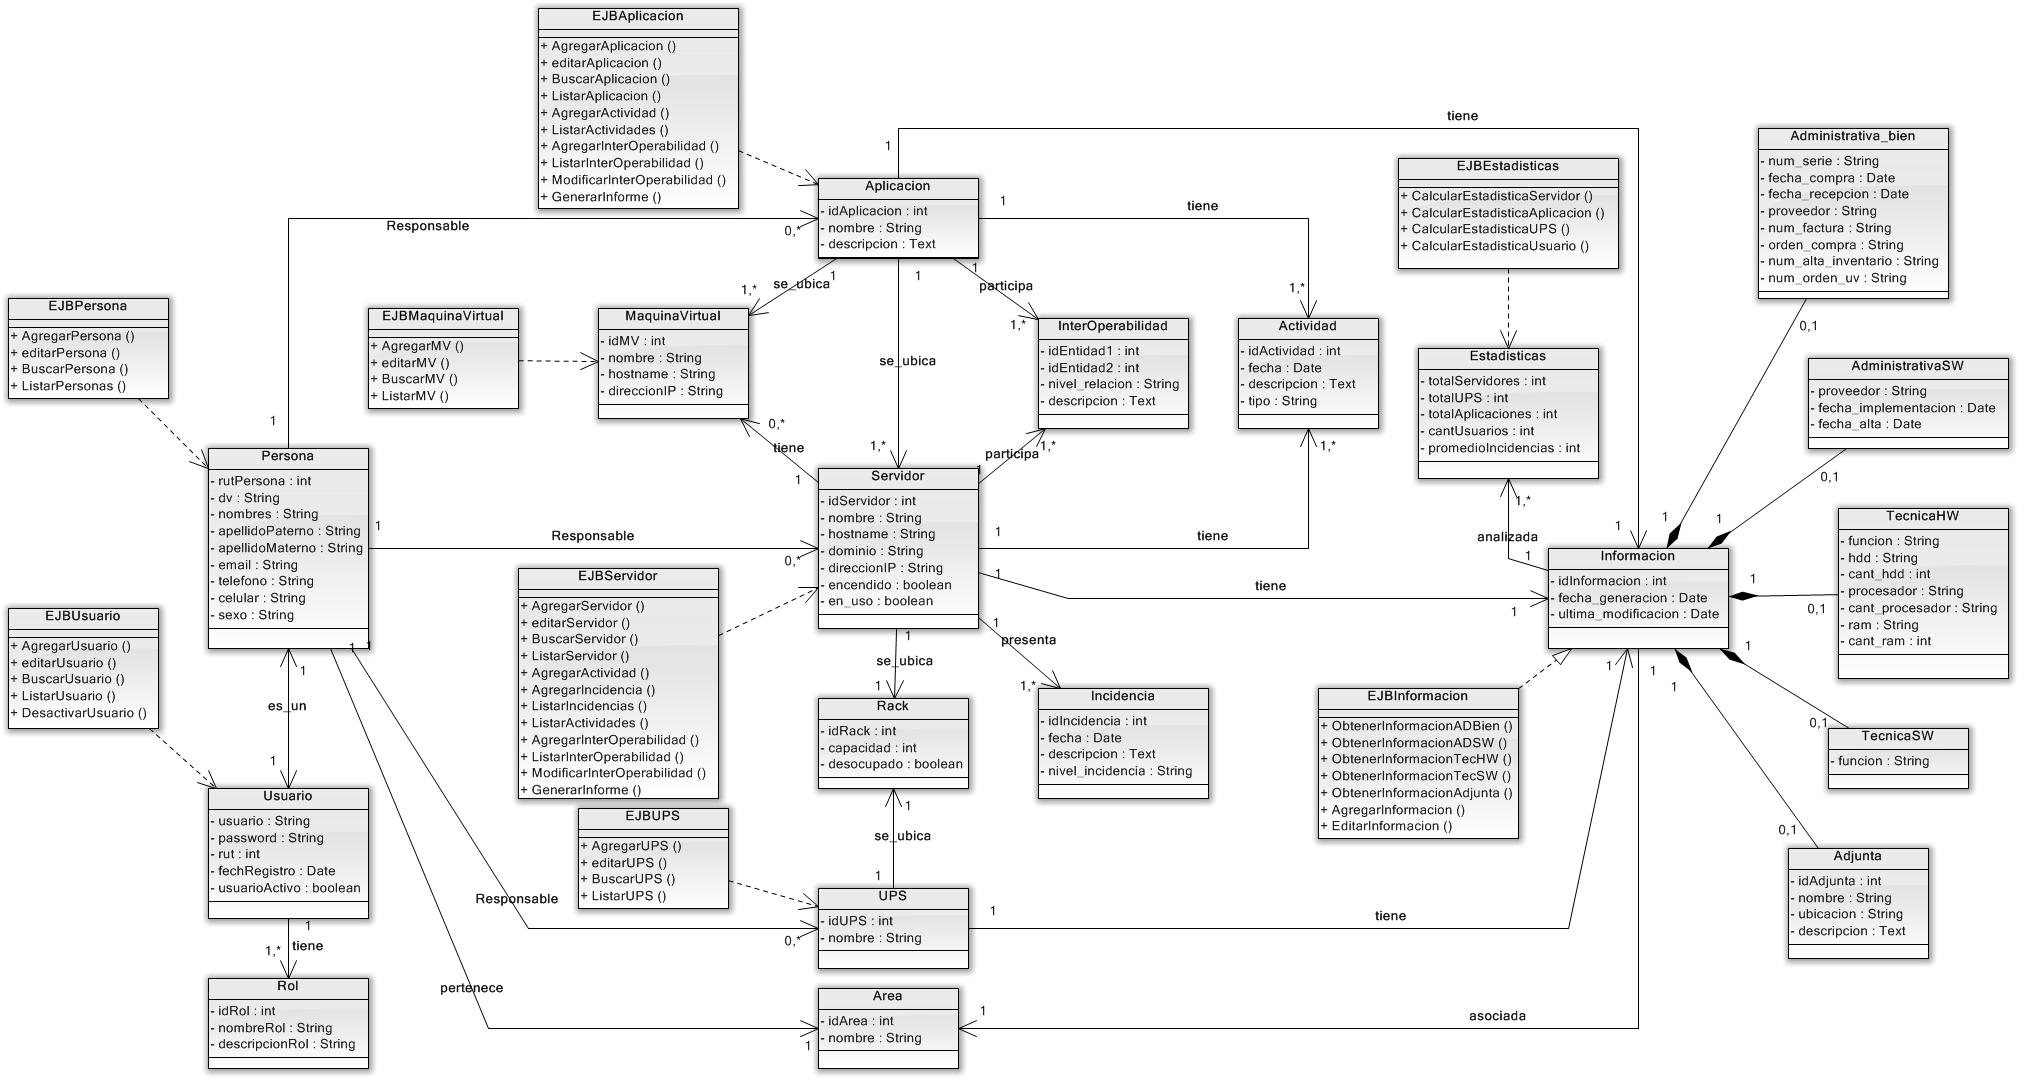 EJBAplicacion
+ AgregarAplicacion ()
+ editarAplicacion ()
+ BuscarAplicacion ()
+ ListarAplicacion ()
+ AgregarActividad ()
+ ListarActividades ()
+ AgregarInterOperabilidad ()
+ ListarInterOperabilidad ()
+ ModificarInterOperabilidad ()
+ GenerarInforme ()
tiene
1
Aplicacion
- idAplicacion : int
- nombre : String
- descripcion : Text
Responsable
0,*
1
tiene
1,*
EJBEstadisticas
+ CalcularEstadisticaServidor ()
+ CalcularEstadisticaAplicacion ()
+ CalcularEstadisticaUPS ()
+ CalcularEstadisticaUsuario ()
Administrativa_bien
- num_serie : String
- fecha_compra : Date
- fecha_recepcion : Date
- proveedor : String
- num_factura : String
- orden_compra : String
- num_alta_inventario : String
- num_orden_uv : String
0,1
EJBPersona
+ AgregarPersona ()
+ editarPersona ()
+ BuscarPersona ()
+ ListarPersonas ()
EJBMaquinaVirtual
+ AgregarMV ()
+ editarMV ()
+ BuscarMV ()
+ ListarMV ()
1
se_ubica
1,*
MaquinaVirtual
- idMV : int
- nombre : String
- hostname : String
- direccionIP : String
0,*
tiene
1
1
se_ubica
1,*
1
participa
1,*
InterOperabilidad
- idEntidad1 : int
- idEntidad2 : int
- nivel_relacion : String
- descripcion : Text
1,*
participa
1
Actividad
- idActividad : int
- fecha : Date
- descripcion : Text
- tipo : String
1,*
Estadisticas
- totalServidores : int
- totalUPS : int
- totalAplicaciones : int
- cantUsuarios : int
- promedioIncidencias : int
1,*
analizada
1
AdministrativaSW
- proveedor : String
- fecha_implementacion : Date
- fecha_alta : Date
0,1
1
Persona
- rutPersona : int
- dv : String
- nombres : String
- apellidoPaterno : String
- apellidoMaterno : String
- email : String
- telefono : String
- celular : String
- sexo : String
1
Responsable
0,*
Servidor
- idServidor : int
- nombre : String
- hostname : String
- dominio : String
- direccionIP : String
- encendido : boolean
- en_uso : boolean
1
tiene
1
tiene
1
1
1
1
Informacion
- idInformacion : int
- fecha_generacion : Date
- ultima_modificacion : Date
TecnicaHW
- funcion : String
- hdd : String
- cant_hdd : int
- procesador : String
- cant_procesador : String
- ram : String
- cant_ram : int
1
0,1
EJBServidor
+ AgregarServidor ()
+ editarServidor ()
+ BuscarServidor ()
+ ListarServidor ()
+ AgregarActividad ()
+ AgregarIncidencia ()
+ ListarIncidencias ()
+ ListarActividades ()
+ AgregarInterOperabilidad ()
+ ListarInterOperabilidad ()
+ ModificarInterOperabilidad ()
+ GenerarInforme ()
EJBUsuario
+ AgregarUsuario ()
+ editarUsuario ()
+ BuscarUsuario ()
+ ListarUsuario ()
+ DesactivarUsuario ()
1
1
1
es_un
1
1
se_ubica
1
1
presenta
1,*
Rack
- idRack : int
- capacidad : int
- desocupado : boolean
Incidencia
- idIncidencia : int
- fecha : Date
- descripcion : Text
- nivel_incidencia : String
EJBInformacion
+ ObtenerInformacionADBien ()
+ ObtenerInformacionADSW ()
+ ObtenerInformacionTecHW ()
+ ObtenerInformacionTecSW ()
+ ObtenerInformacionAdjunta ()
+ AgregarInformacion ()
+ EditarInformacion ()
1
1
1
1
0,1
TecnicaSW
- funcion : String
Usuario
- usuario : String
- password : String
- rut : int
- fechRegistro : Date
- usuarioActivo : boolean
EJBUPS
+ AgregarUPS ()
+ editarUPS ()
+ BuscarUPS ()
+ ListarUPS ()
1
se_ubica
1
UPS
- idUPS : int
- nombre : String
0,1
Adjunta
- idAdjunta : int
- nombre : String
- ubicacion : String
- descripcion : Text
Responsable
0,*
1
tiene
1
tiene
1,*
Rol
- idRol : int
- nombreRol : String
- descripcionRol : String
pertenece
1
Area
- idArea : int
- nombre : String
1
asociada